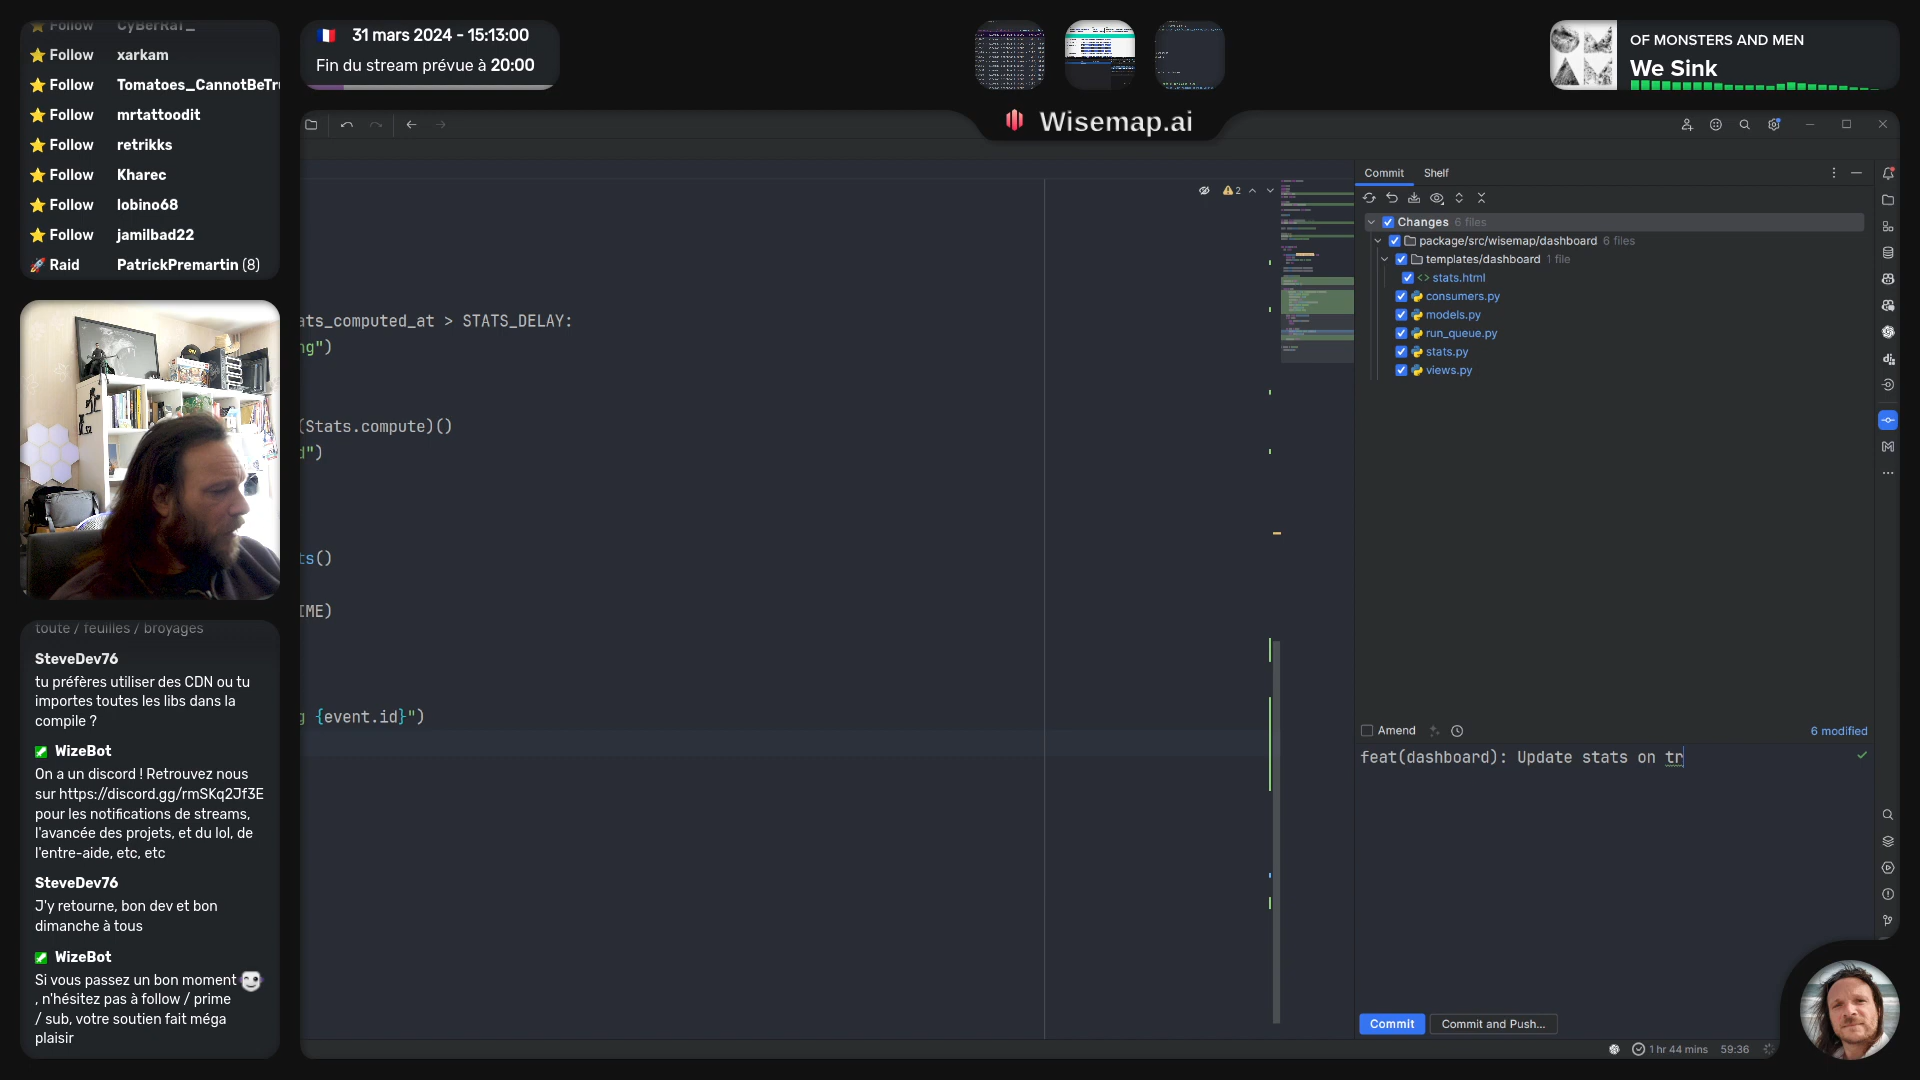 Follow CyBerRaT_
Follow xarkam
Follow Tomatoes_CannotBeTr
Follow mrtattoodit
Follow retrikks
Follow Kharec
Follow lobino68
Follow jamilbad22
Raid PatrickPremartin (8)
31 mars 2024 - 15:13:00
Fin du stream prévue à 20:00
OF MONSTERS AND MEN
We Sink
Wisemap.ai
2
ats_computed_at > STATS_DELAY:
ng")
(Stats.compute)()
d")
ts()
IME)
g {event.id}")
Commit Shelf
Changes 6 files
package/src/wisemap/dashboard 6 files
templates/dashboard 1 file
stats.html
consumers.py
models.py
run_queue.py
stats.py
views.py
Amend
6 modified
feat(dashboard): Update stats on tr
Commit
Commit and Push...
1 hr 44 mins 59:36
toute / feuilles / broyages
SteveDev76
tu préfères utiliser des CDN ou tu
importes toutes les libs dans la
compile ?
WizeBot
On a un discord ! Retrouvez nous
sur https://discord.gg/rmSKq2Jf3E
pour les notifications de streams,
l'avancée des projets, et du lol, de
l'entre-aide, etc, etc
SteveDev76
J'y retourne, bon dev et bon
dimanche à tous
WizeBot
Si vous passez un bon moment
, n'hésitez pas à follow / prime
/ sub, votre soutien fait méga
plaisir